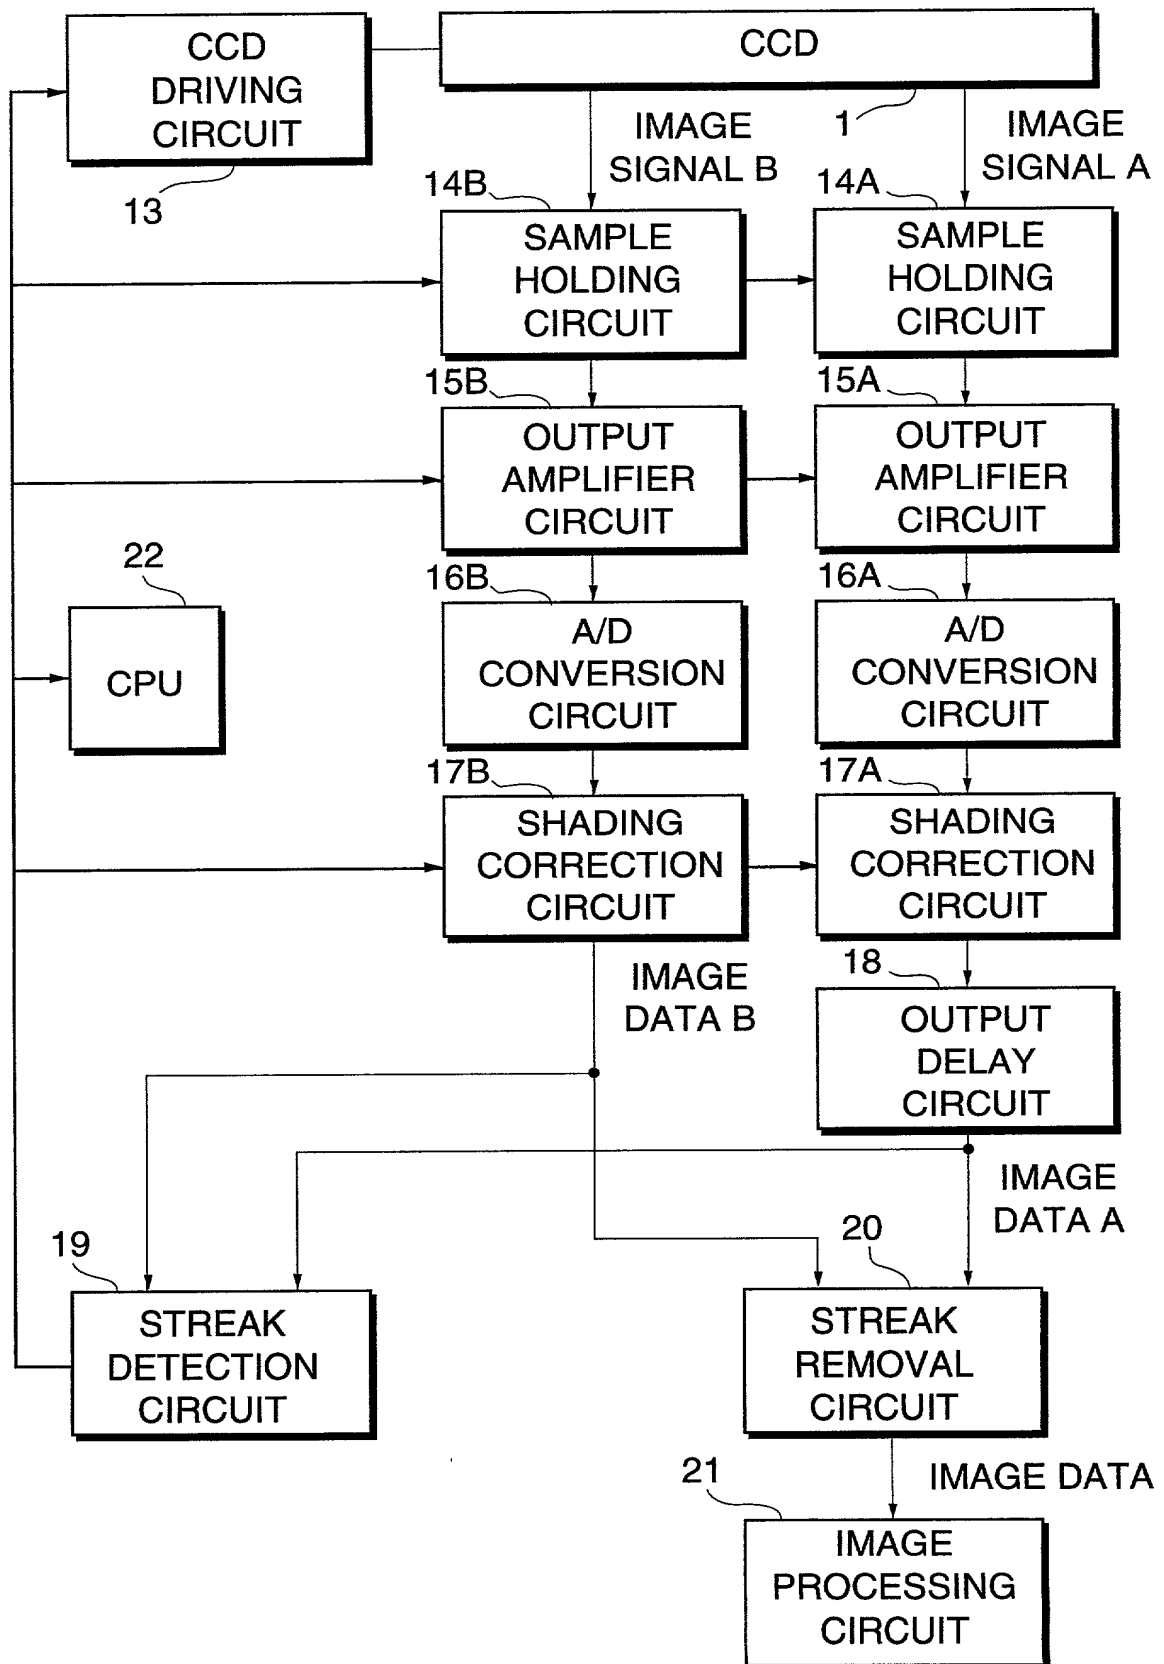 CCD
DRIVING
CIRCUIT
13
CCD
1
IMAGE
SIGNAL B
IMAGE
SIGNAL A
14B
SAMPLE
HOLDING
CIRCUIT
14A
SAMPLE
HOLDING
CIRCUIT
15B
OUTPUT
AMPLIFIER
CIRCUIT
15A
OUTPUT
AMPLIFIER
CIRCUIT
22
CPU
16B
A/D
CONVERSION
CIRCUIT
16A
A/D
CONVERSION
CIRCUIT
17B
SHADING
CORRECTION
CIRCUIT
17A
SHADING
CORRECTION
CIRCUIT
IMAGE
DATA B
18
OUTPUT
DELAY
CIRCUIT
IMAGE
DATA A
19
STREAK
DETECTION
CIRCUIT
20
STREAK
REMOVAL
CIRCUIT
IMAGE DATA
21
IMAGE
PROCESSING
CIRCUIT